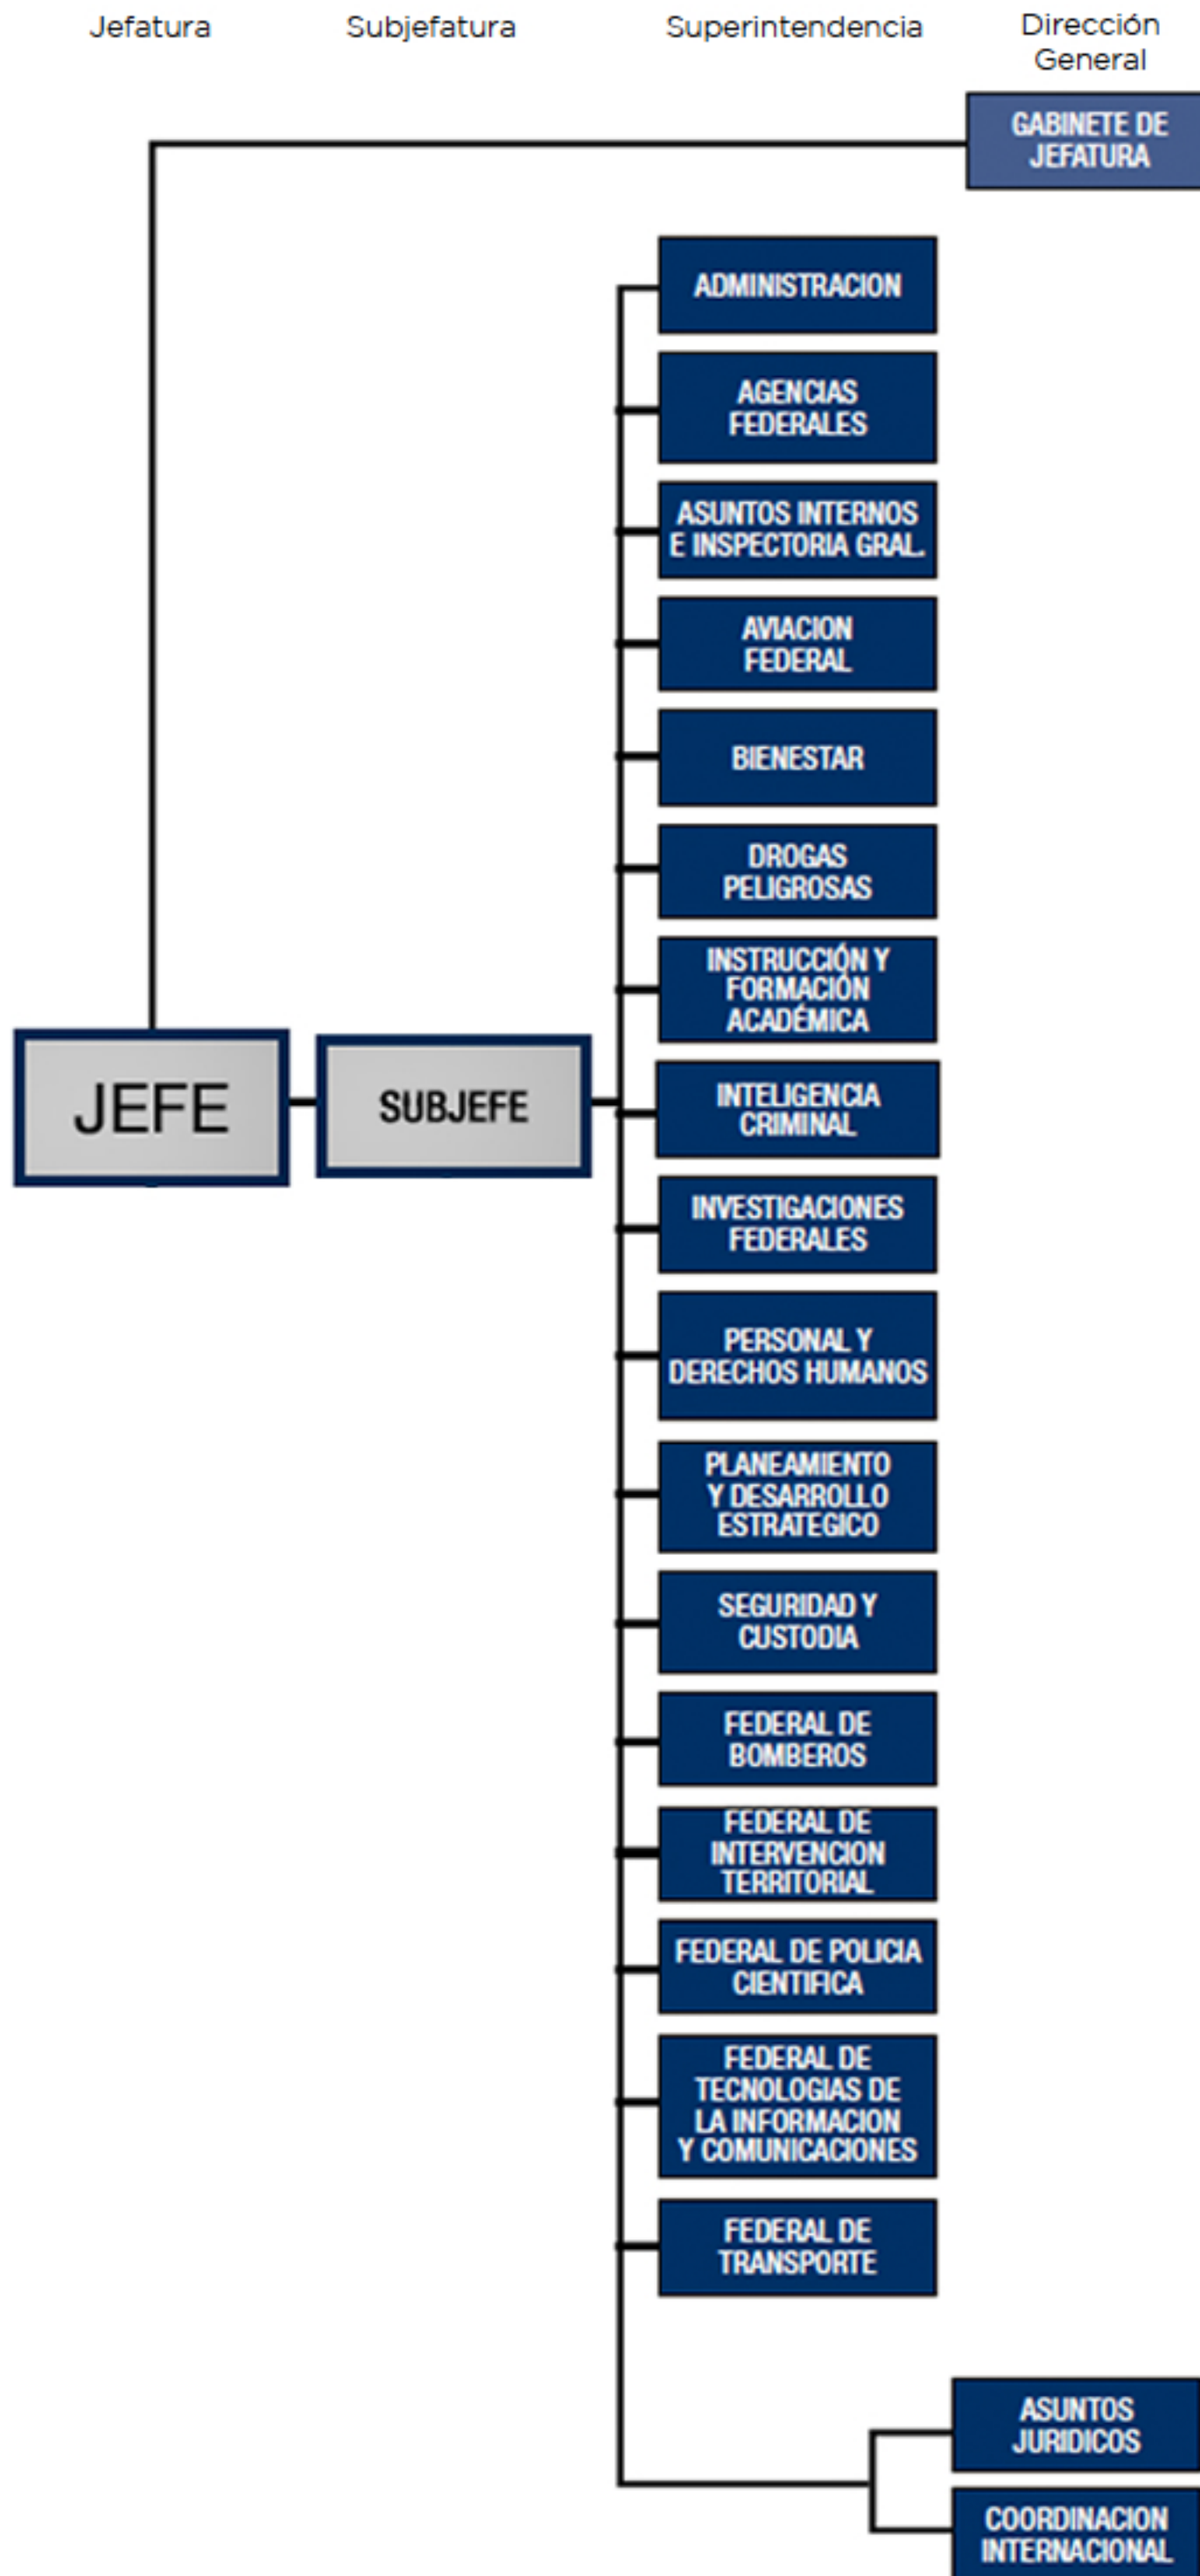 Jefatura
Subjefatura
Superintendencia
Dirección
General
GABINETE DE
JEFATURA
ADMINISTRACION
AGENCIAS
FEDERALES
ASUNTOS INTERNOS
E INSPECTORIA GRAL.
AVIACION
FEDERAL
BIENESTAR
DROGAS
PELIGROSAS
INSTRUCCIÓN Y
FORMACIÓN
ACADÉMICA
JEFE
SUBJEFE
INTELIGENCIA
CRIMINAL
INVESTIGACIONES
FEDERALES
PERSONAL Y
DERECHOS HUMANOS
PLANEAMIENTO
Y DESARROLLO
ESTRATEGICO
SEGURIDAD Y
CUSTODIA
FEDERAL DE
BOMBEROS
FEDERAL DE
INTERVENCION
TERRITORIAL
FEDERAL DE POLICIA
CIENTIFICA
FEDERAL DE
TECNOLOGIAS DE
LA INFORMACION
Y COMUNICACIONES
FEDERAL DE
TRANSPORTE
ASUNTOS
JURIDICOS
COORDINACION
INTERNACIONAL